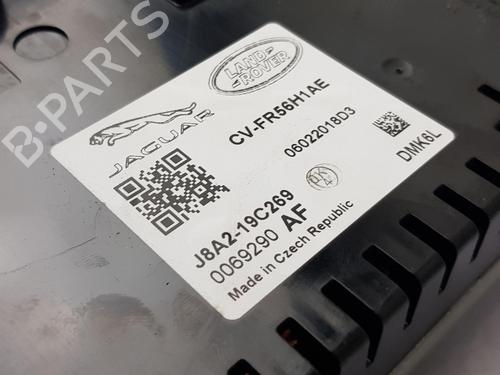 B-PARTS
JAGUAR
LAND
ROVER
CV-FR56H1AE
06022018D3
DMK6L
J8A2-19C269
0069290 AF
Made in Czech Republic